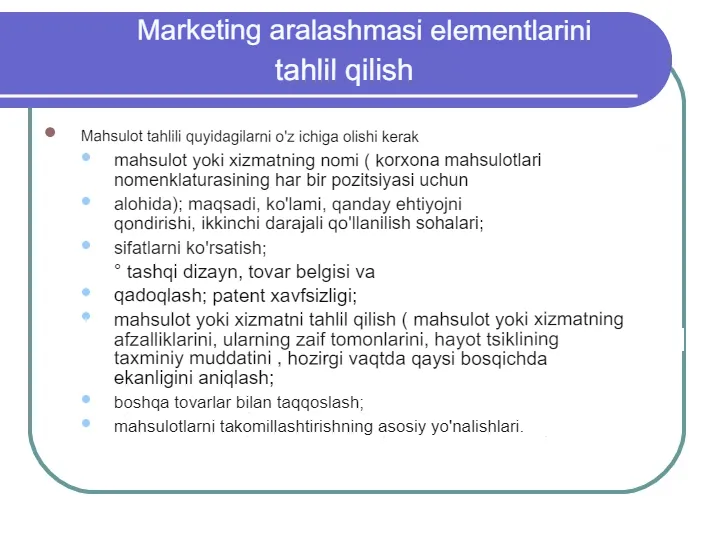 Marketing aralashmasi elementlarini
tahlil qilish
Mahsulot tahlili quyidagilarni o'z ichiga olishi kerak
mahsulot yoki xizmatning nomi ( korxona mahsulotlari
nomenklaturasining har bir pozitsiyasi uchun
alohida); maqsadi, ko'lami, qanday ehtiyojni
qondirishi, ikkinchi darajali qo'llanilish sohalari;
sifatlarni ko'rsatish;
° tashqi dizayn, tovar belgisi va
qadoqlash; patent xavfsizligi;
mahsulot yoki xizmatni tahlil qilish ( mahsulot yoki xizmatning
afzalliklarini, ularning zaif tomonlarini, hayot tsiklining
taxminiy muddatini , hozirgi vaqtda qaysi bosqichda
ekanligini aniqlash;
boshqa tovarlar bilan taqqoslash;
mahsulotlarni takomillashtirishning asosiy yo'nalishlari.